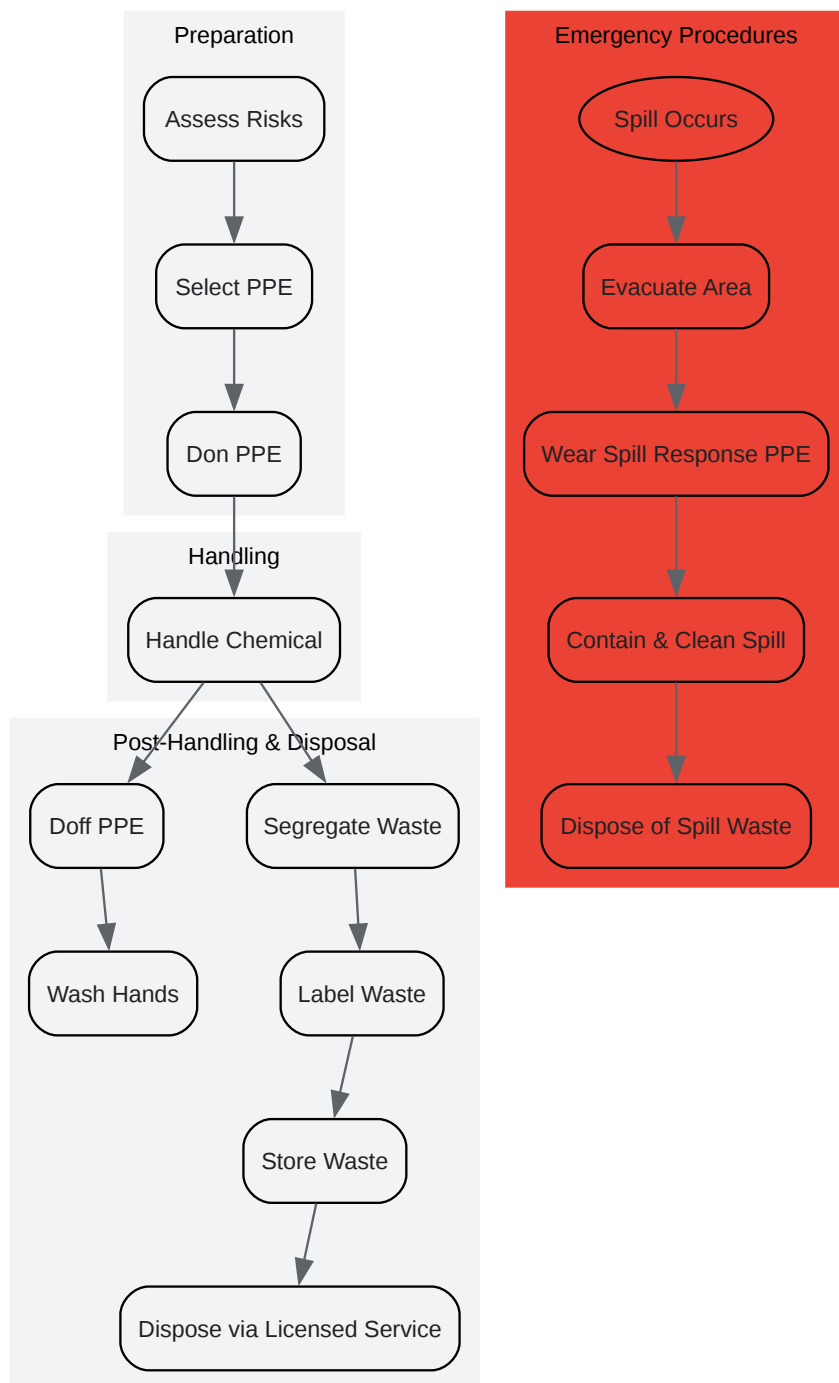 Preparation
Assess Risks
Select PPE
Don PPE
Handling
Handle Chemical
Post-Handling & Disposal
Doff PPE
Segregate Waste
Wash Hands
Label Waste
Store Waste
Dispose via Licensed Service
Emergency Procedures
Spill Occurs
Evacuate Area
Wear Spill Response PPE
Contain & Clean Spill
Dispose of Spill Waste